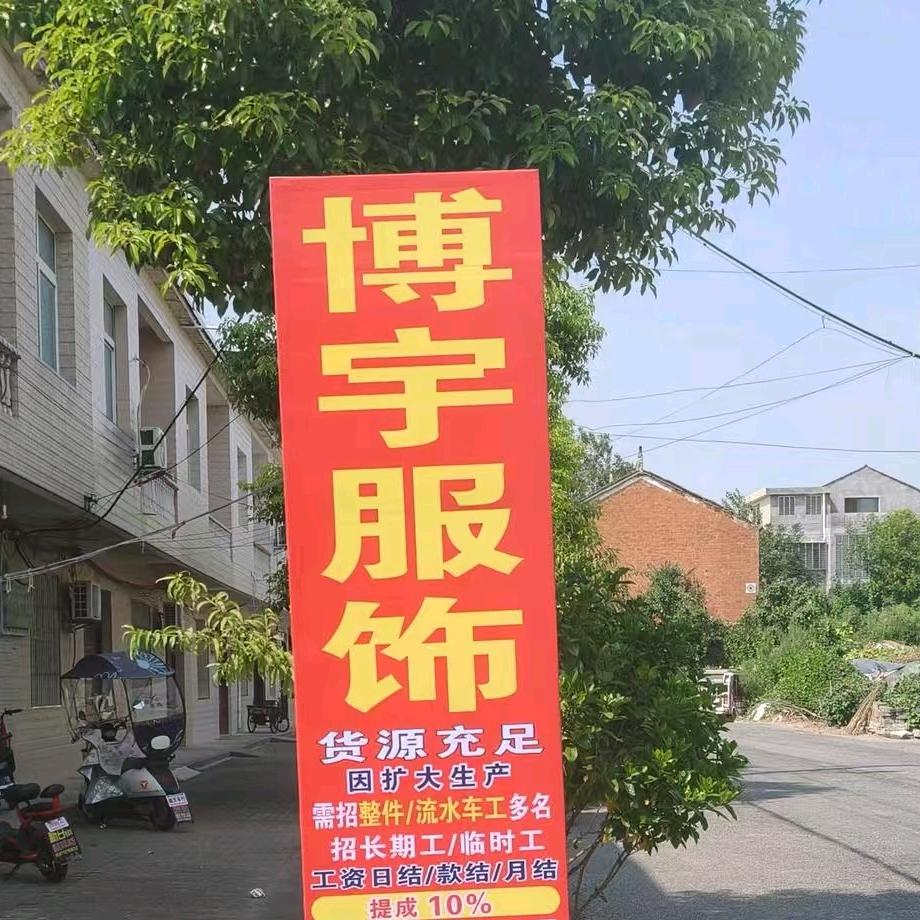 博宇服饰
货源充足
因扩大生产
需招整件/流水车工多名
招长期工/临时工
工资日结/款结/月结
提成 10%